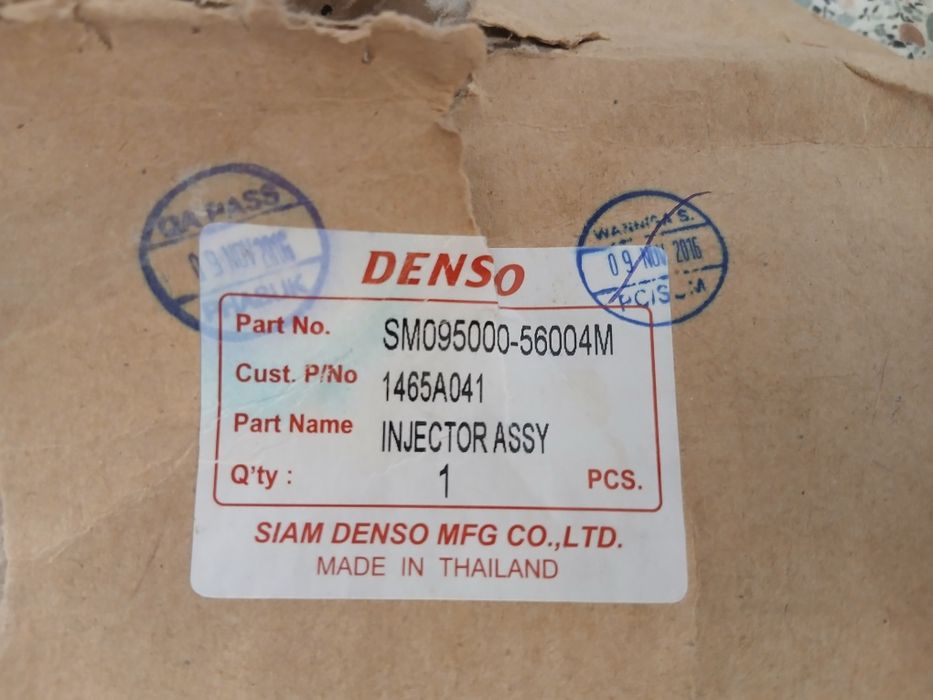 QA PASS
09 NOV 2016
WANNISA S.
09 NOV 2016
DENSO
Part No. SM095000-56004M
Cust. P/No 1465A041
Part Name INJECTOR ASSY
Q'ty : 1 PCS.
SIAM DENSO MFG CO.,LTD.
MADE IN THAILAND